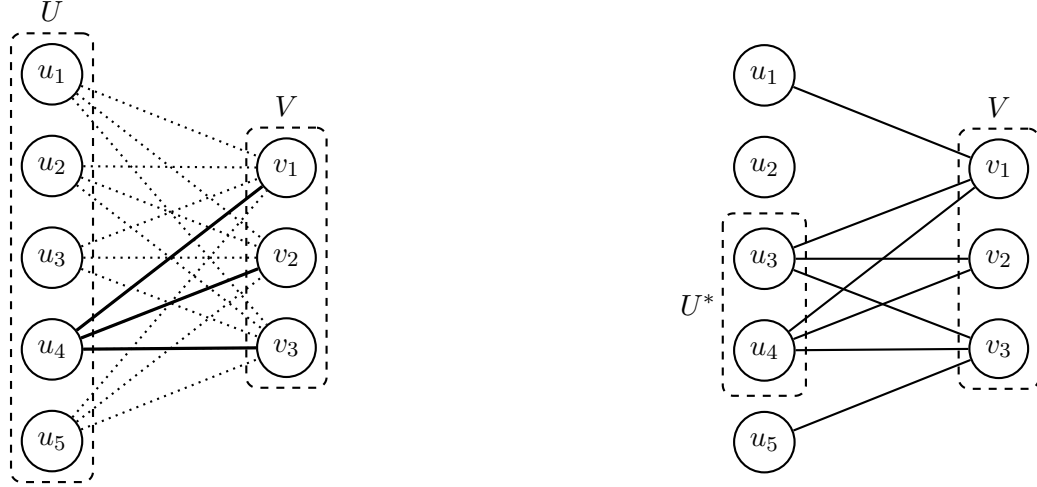 U
u₁
u₂
u₃
u₄
u₅
V
v₁
v₂
v₃
u₁
u₂
u₃
u₄
u₅
U*
V
v₁
v₂
v₃